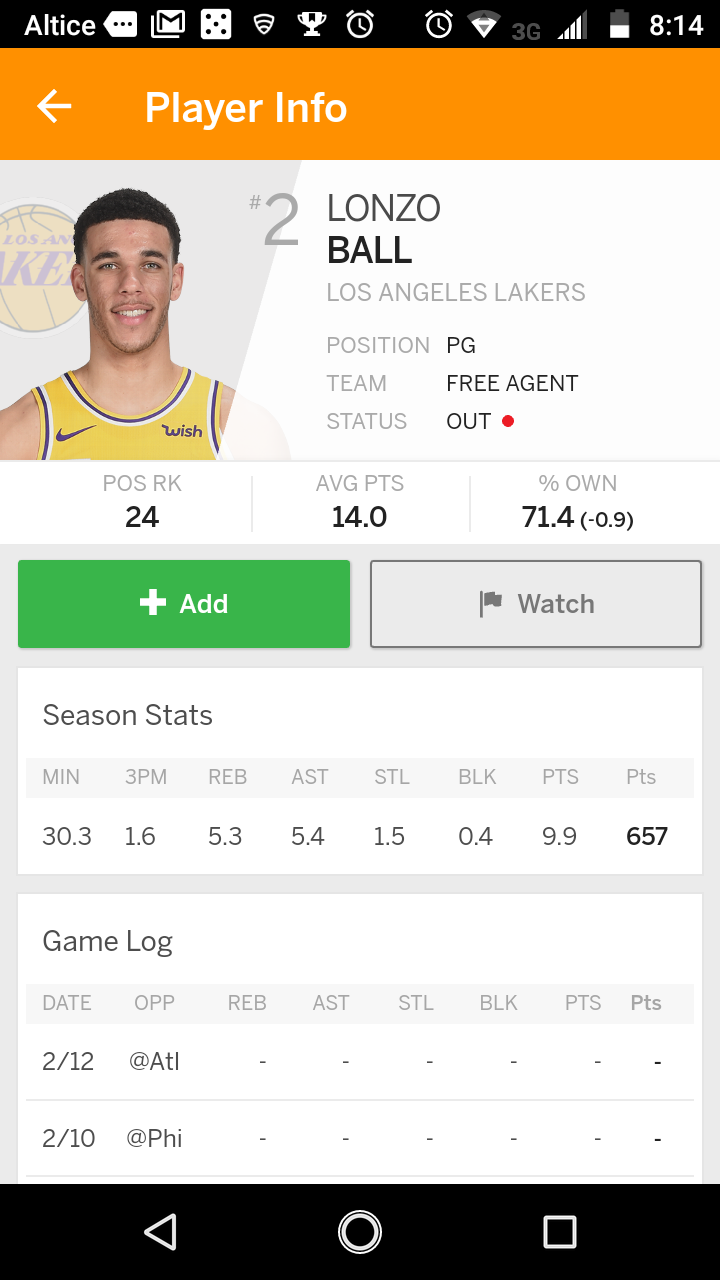 Altice 3G 8:14
Player Info
LOS AN
AKE
wish
#2
LONZO
BALL
LOS ANGELES LAKERS
POSITION PG
TEAM FREE AGENT
STATUS OUT
POS RK AVG PTS % OWN
24 14.0 71.4 (-0.9)
Add Watch
Season Stats
MIN 3PM REB AST STL BLK PTS Pts
30.3 1.6 5.3 5.4 1.5 0.4 9.9 657
Game Log
DATE OPP REB AST STL BLK PTS Pts
2/12 @Atl - - - - - -
2/10 @Phi - - - - - -